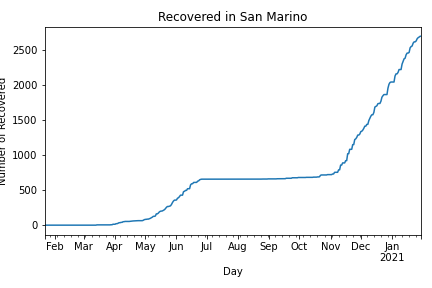 Recovered in San Marino
Number of Recovered
2500
2000
1500
1000
500
0
Feb Mar Apr May Jun Jul Aug Sep Oct Nov Dec Jan
2021
Day